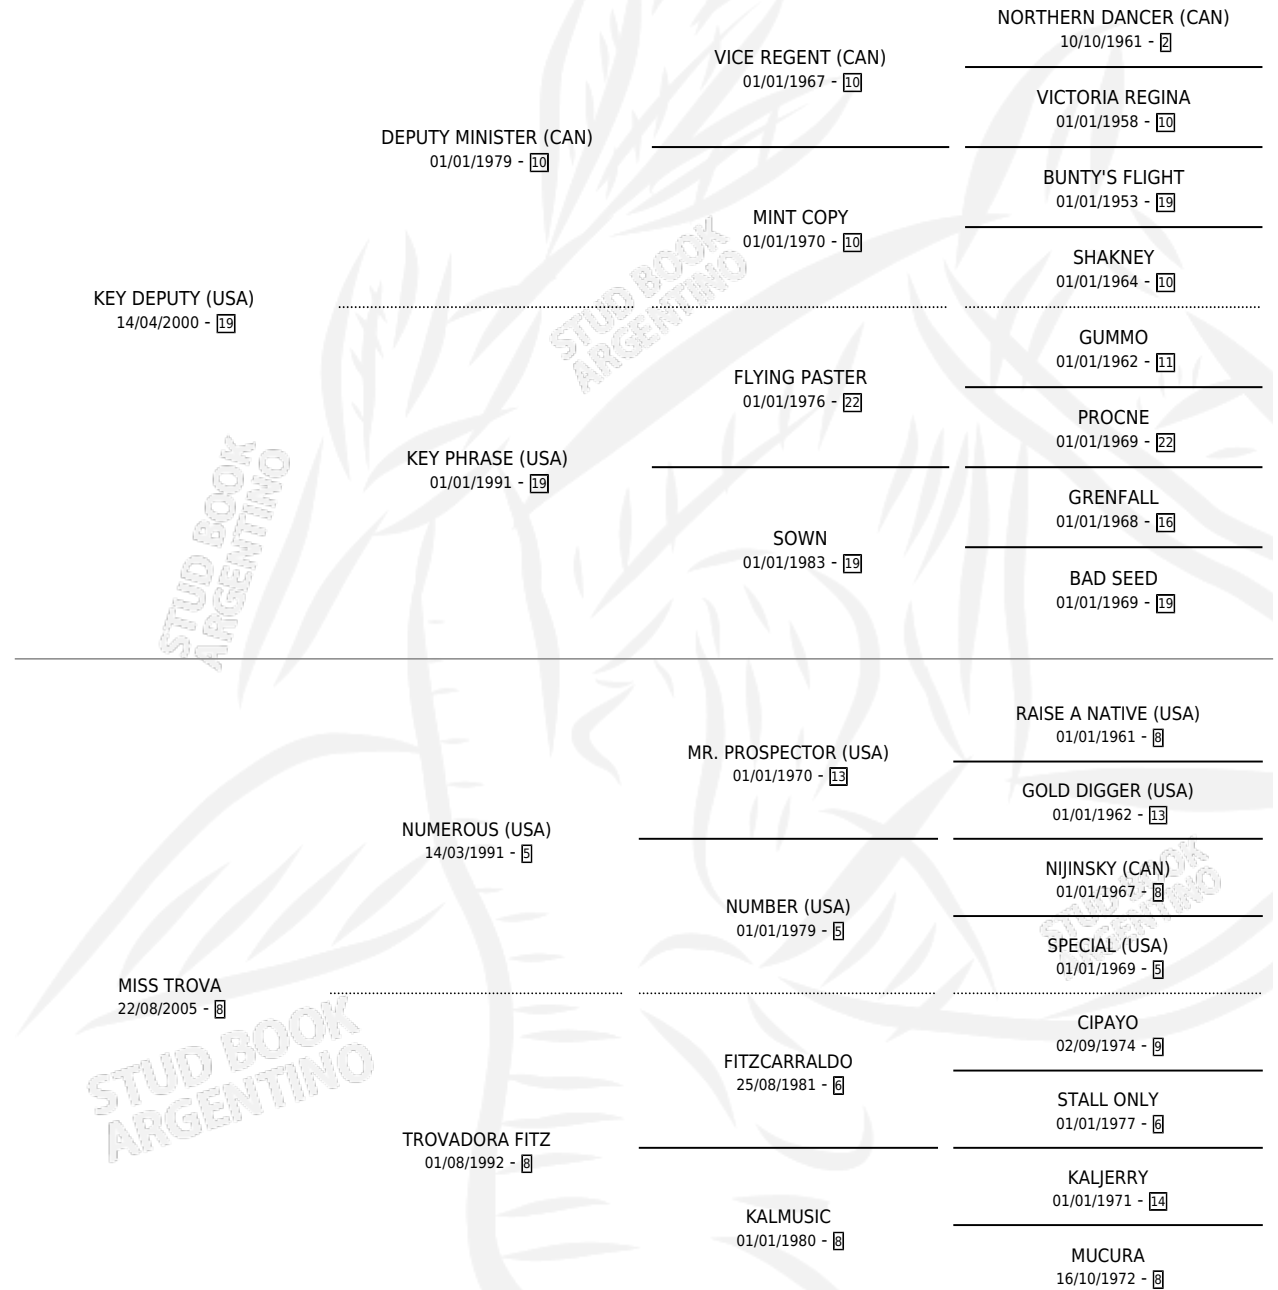 NORTHERN DANCER (CAN)
10/10/1961 - 2
VICE REGENT (CAN)
01/01/1967 - 10
VICTORIA REGINA
01/01/1958 - 10
DEPUTY MINISTER (CAN)
01/01/1979 - 10
BUNTY'S FLIGHT
01/01/1953 - 19
MINT COPY
01/01/1970 - 10
SHAKNEY
01/01/1964 - 10
KEY DEPUTY (USA)
14/04/2000 - 19
STUD BOOK
ARGENTINO
GUMMO
01/01/1962 - 11
FLYING PASTER
01/01/1976 - 22
PROCNE
01/01/1969 - 22
KEY PHRASE (USA)
01/01/1991 - 19
GRENFALL
01/01/1968 - 16
SOWN
01/01/1983 - 19
BAD SEED
01/01/1969 - 19
STUD BOOK
ARGENTINO
RAISE A NATIVE (USA)
01/01/1961 - 8
MR. PROSPECTOR (USA)
01/01/1970 - 13
GOLD DIGGER (USA)
01/01/1962 - 13
NUMEROUS (USA)
14/03/1991 - 5
NIJINSKY (CAN)
01/01/1967 - 8
NUMBER (USA)
01/01/1979 - 5
STUD BOOK
ARGENTINO
SPECIAL (USA)
01/01/1969 - 5
MISS TROVA
22/08/2005 - 8
STUD BOOK
ARGENTINO
CIPAYO
02/09/1974 - 9
FITZCARRALDO
25/08/1981 - 6
STALL ONLY
01/01/1977 - 6
TROVADORA FITZ
01/08/1992 - 8
KALJERRY
01/01/1971 - 14
KALMUSIC
01/01/1980 - 8
MUCURA
16/10/1972 - 8